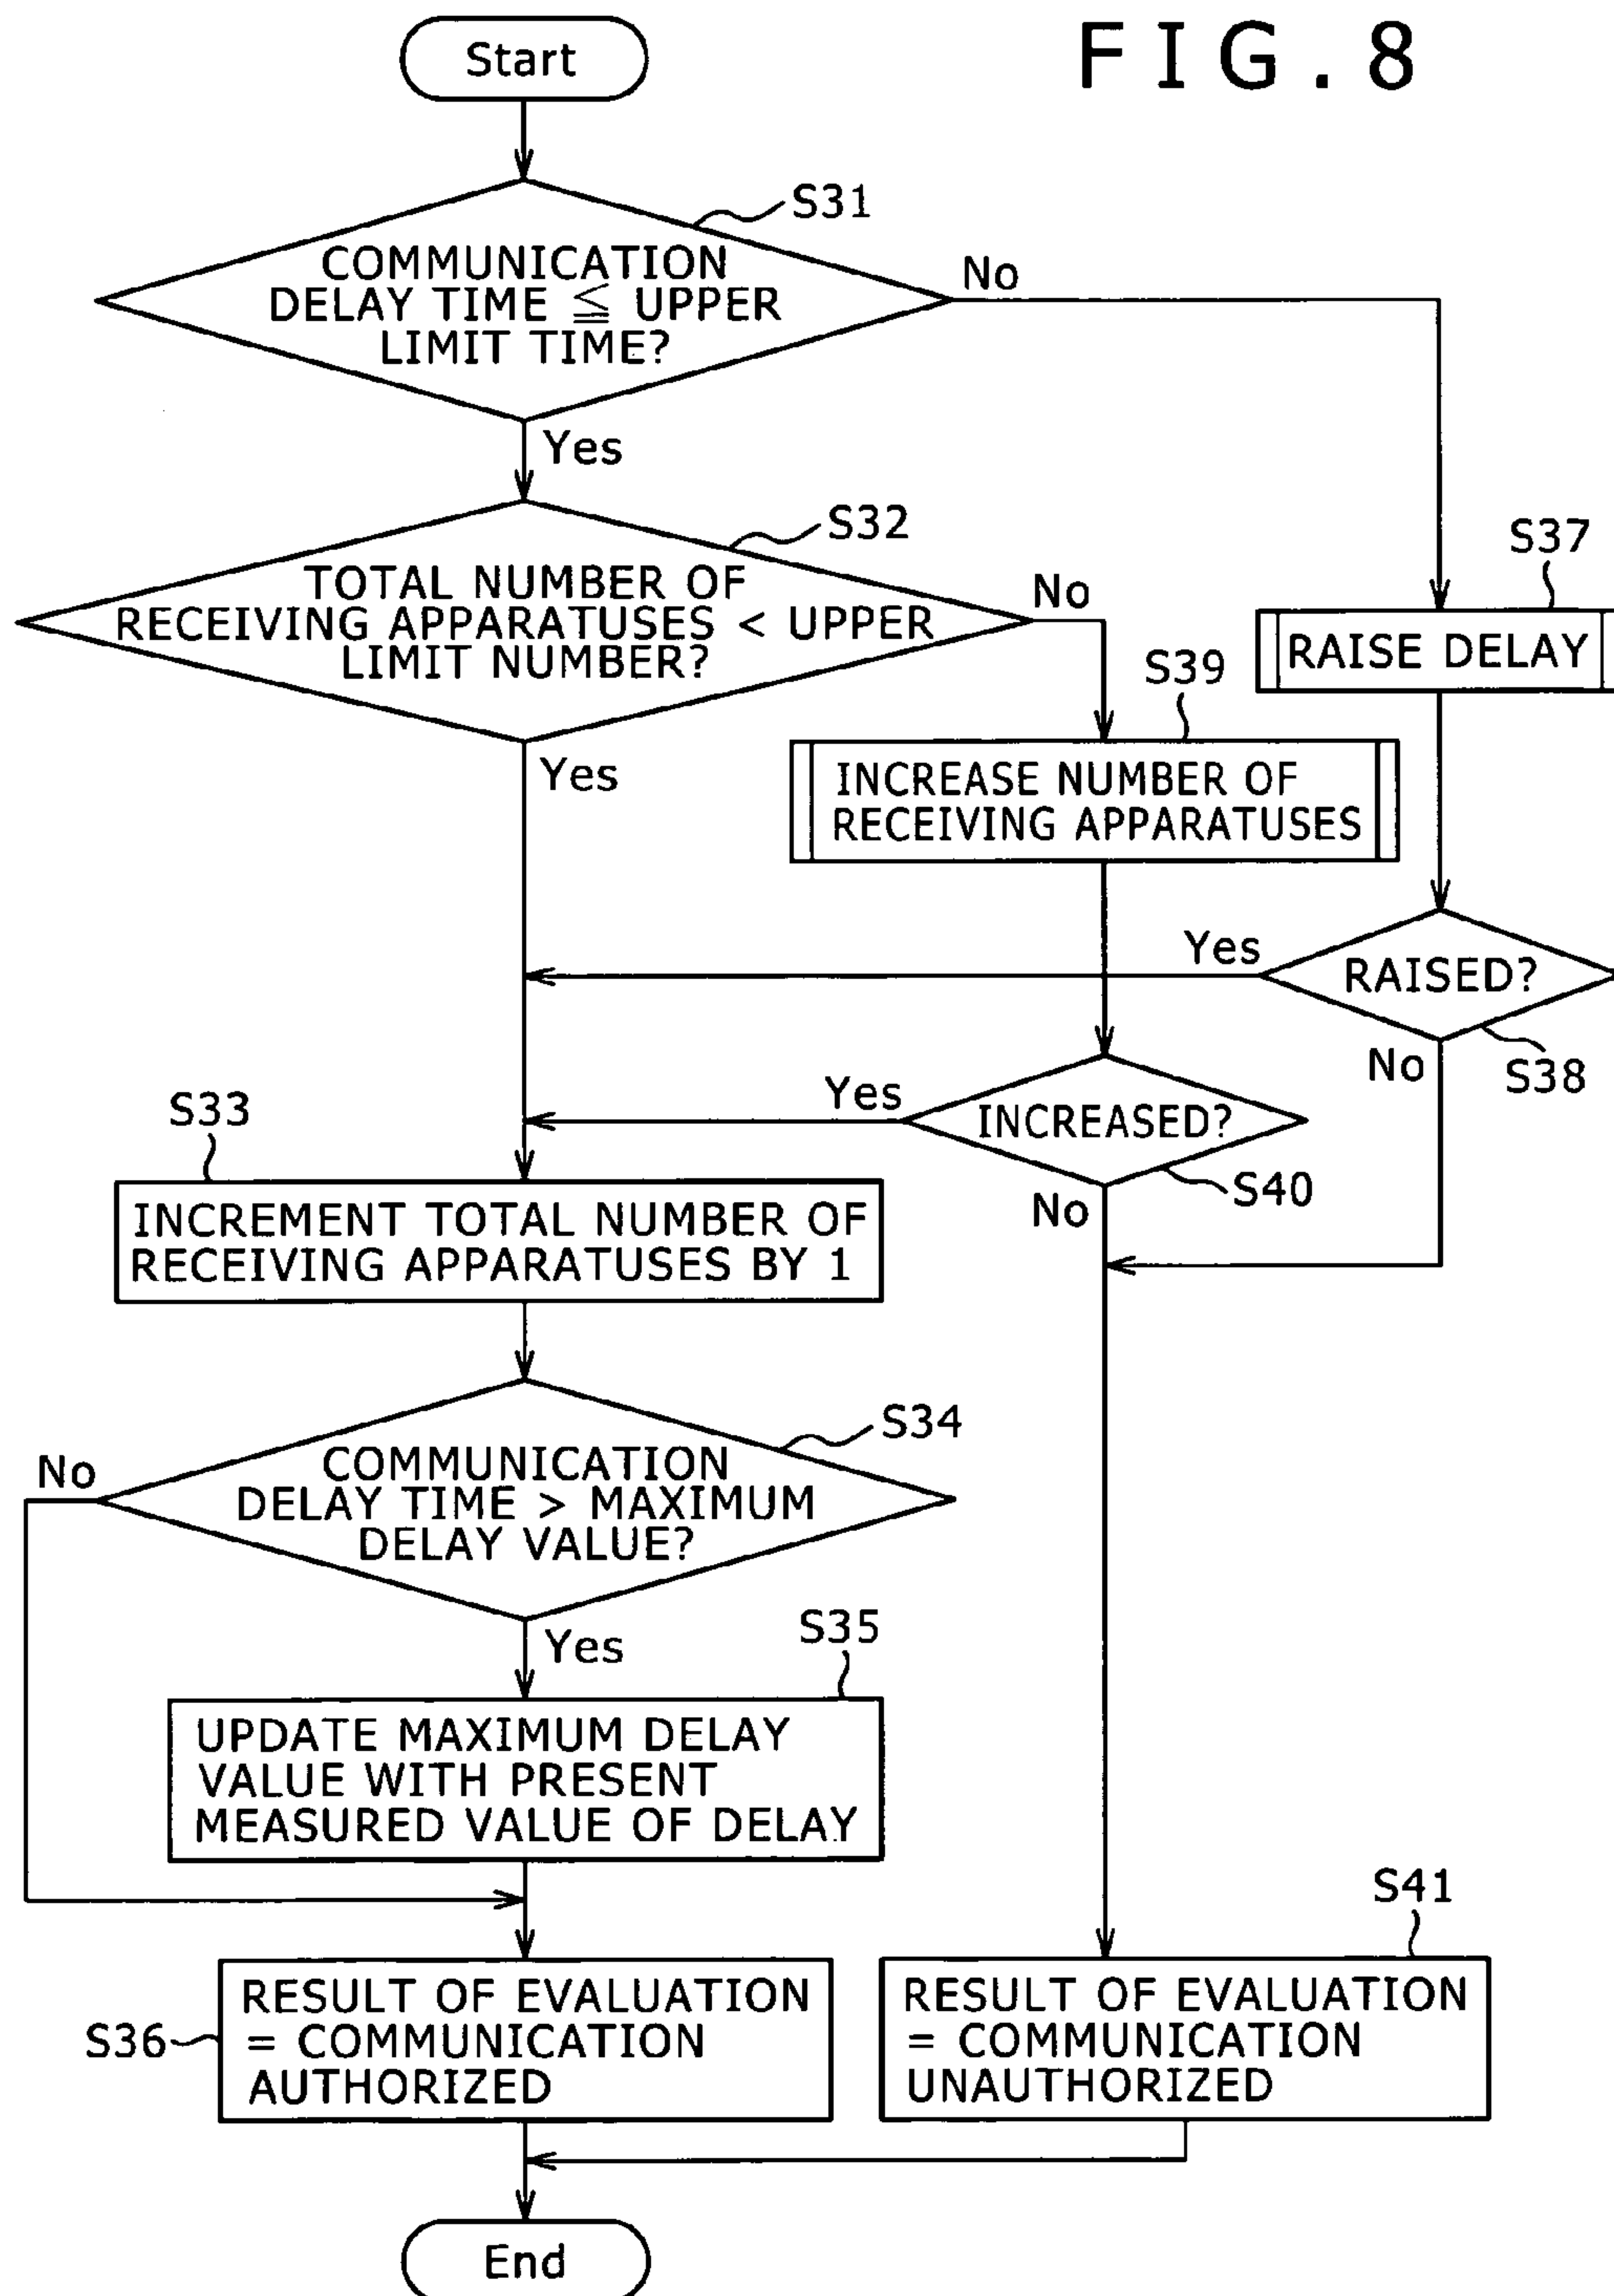 FIG.8
Start
S31
COMMUNICATION
DELAY TIME ≦ UPPER
LIMIT TIME?
No
Yes
S32
TOTAL NUMBER OF
RECEIVING APPARATUSES < UPPER
LIMIT NUMBER?
No
Yes
S37
RAISE DELAY
S39
INCREASE NUMBER OF
RECEIVING APPARATUSES
Yes
RAISED?
No
S38
Yes
INCREASED?
No
S40
S33
INCREMENT TOTAL NUMBER OF
RECEIVING APPARATUSES BY 1
S34
No
COMMUNICATION
DELAY TIME > MAXIMUM
DELAY VALUE?
Yes
S35
UPDATE MAXIMUM DELAY
VALUE WITH PRESENT
MEASURED VALUE OF DELAY
S36
RESULT OF EVALUATION
= COMMUNICATION
AUTHORIZED
S41
RESULT OF EVALUATION
= COMMUNICATION
UNAUTHORIZED
End